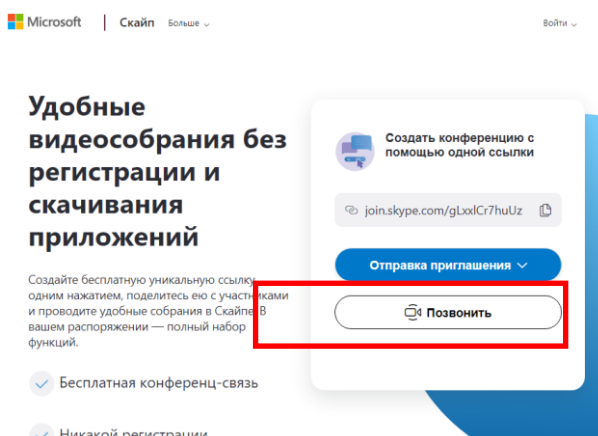 Microsoft
Скайп
Больше
Войти
Удобные
видеособрания без
регистрации и
скачивания
приложений
Создайте бесплатную уникальную ссылку
одним нажатием, поделитесь ею с участниками
и проводите удобные собрания в Скайпе. В
вашем распоряжении — полный набор
функций.
Бесплатная конференц-связь
Никакой регистрации
Создать конференцию с
помощью одной ссылки
join.skype.com/gLxxlCr7huUz
Отправка приглашения
Позвонить